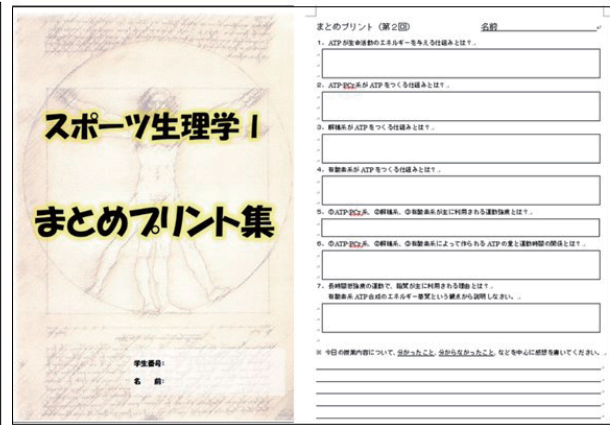 スポーツ生理学Ⅰ
まとめプリント集
学生番号:
名 前:
まとめプリント (第2回) 名前
1. ATPが生命活動のエネルギーを与える仕組みとは?
2. ATP-PCr系がATPをつくる仕組みとは?
3. 解糖系がATPをつくる仕組みとは?
4. 有酸素系がATPをつくる仕組みとは?
5. ①ATP-PCr系、②解糖系、③有酸素系が主に利用される運動強度とは?
6. ①ATP-PCr系、②解糖系、③有酸素系によって作られるATPの量と運動時間の関係とは?
7. 長時間低強度の運動で、脂質が主に利用される理由とは?
有酸素系ATP合成のエネルギー基質という観点から説明しなさい。
※ 今日の授業内容について、分かったこと、分からなかったこと、などを中心に感想を書いてください。